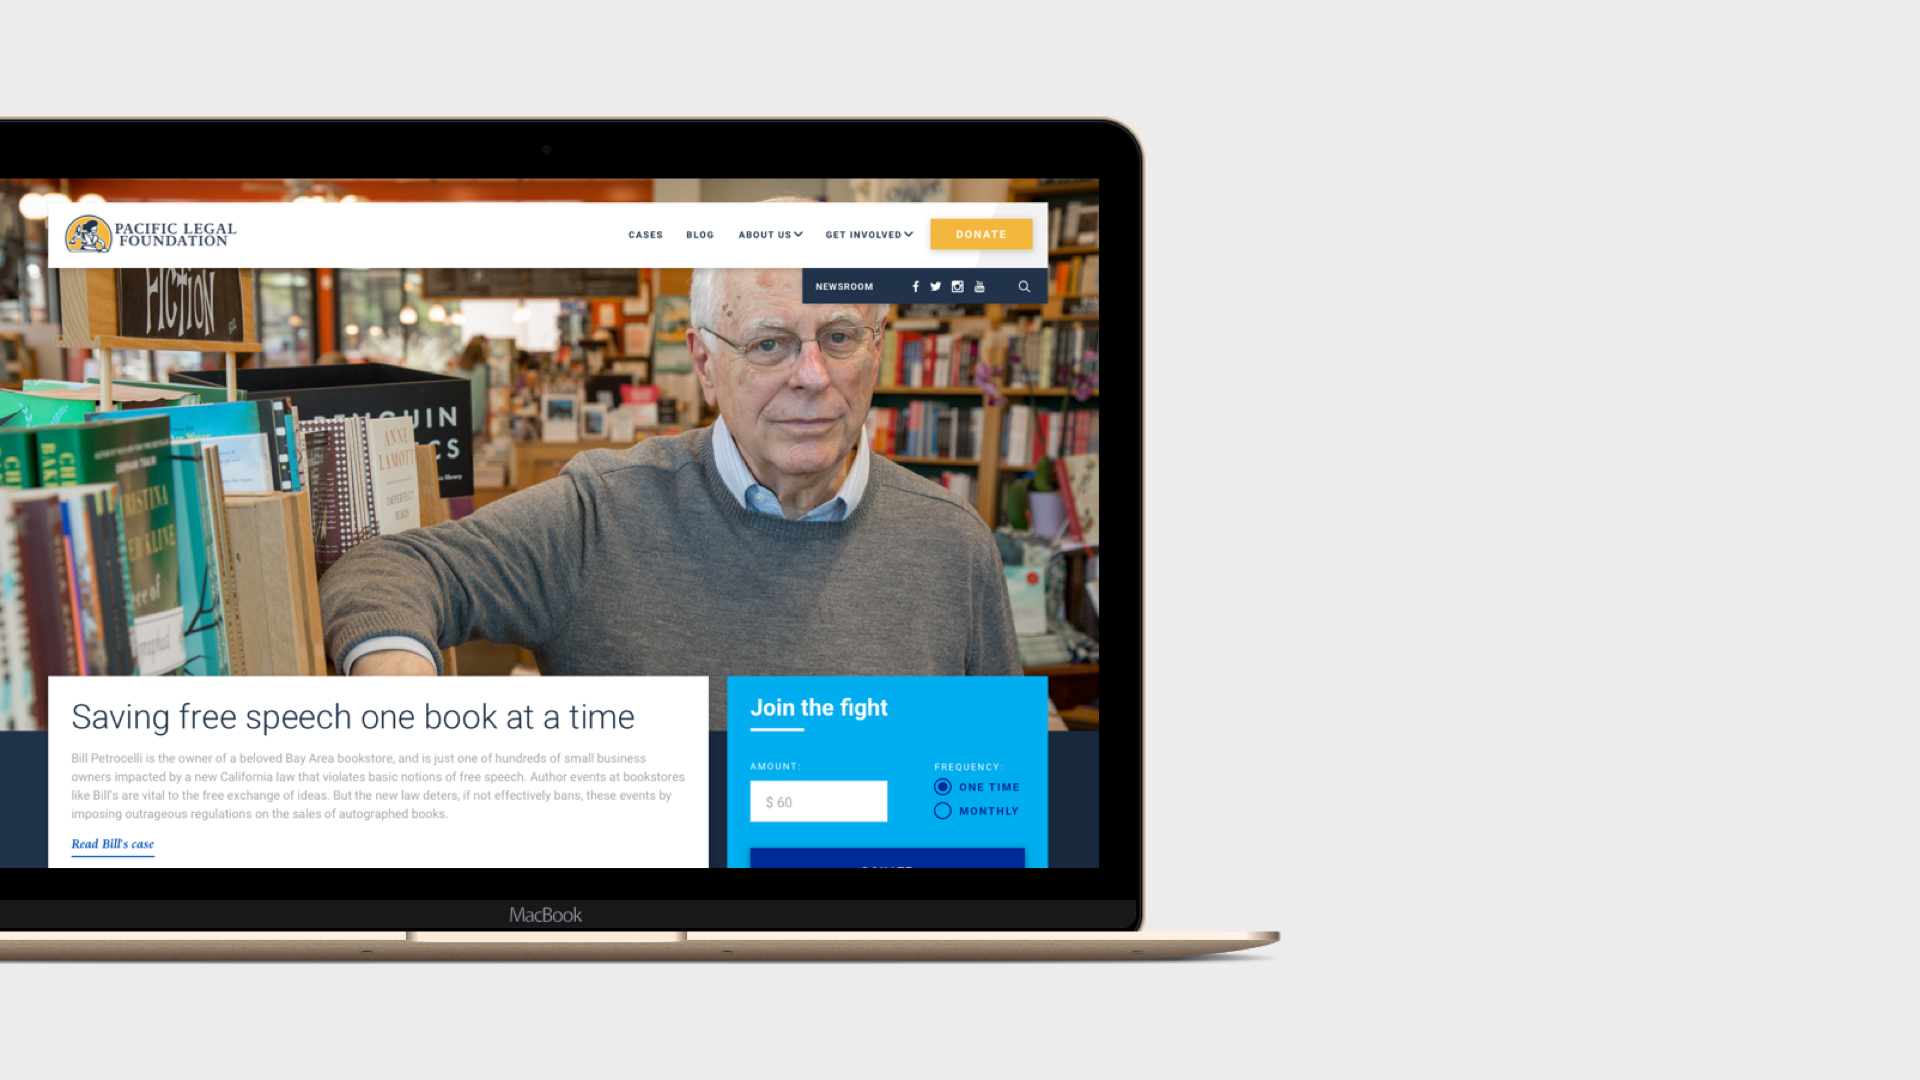 PACIFIC LEGAL
FOUNDATION
CASES
BLOG
ABOUT US
GET INVOLVED
DONATE
NEWSROOM
FICTION
PENGUIN
ANNE
LAMOTT
IMPERFECT
BIRDS
Saving free speech one book at a time
Bill Petrocelli is the owner of a beloved Bay Area bookstore, and is just one of hundreds of small business
owners impacted by a new California law that violates basic notions of free speech. Author events at bookstores
like Bill's are vital to the free exchange of ideas. But the new law deters, if not effectively bans, these events by
imposing outrageous regulations on the sales of autographed books.
Read Bill's case
Join the fight
AMOUNT:
$ 60
FREQUENCY:
ONE TIME
MONTHLY
DONATE
MacBook